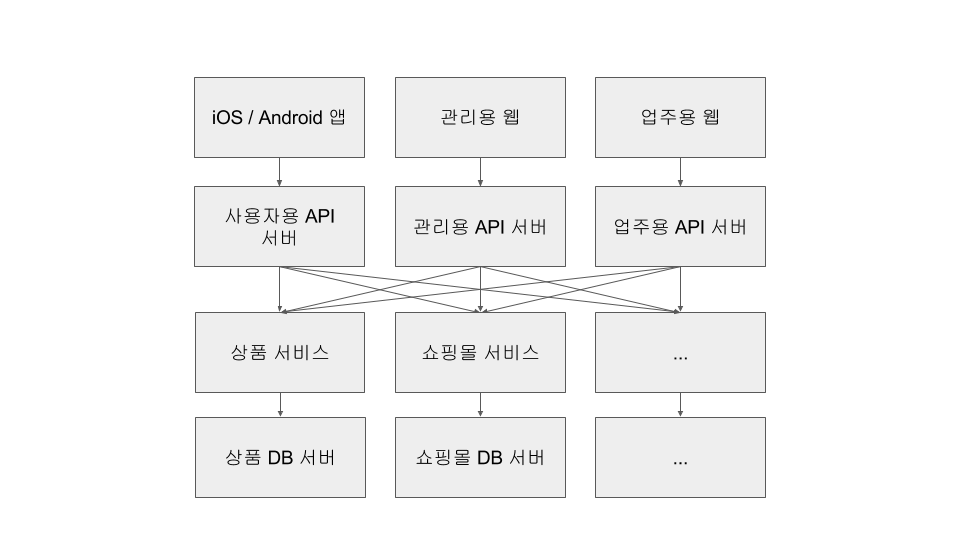 iOS / Android 앱
관리용 웹
업주용 웹
사용자용 API
서버
관리용 API 서버
업주용 API 서버
상품 서비스
쇼핑몰 서비스
...
상품 DB 서버
쇼핑몰 DB 서버
...